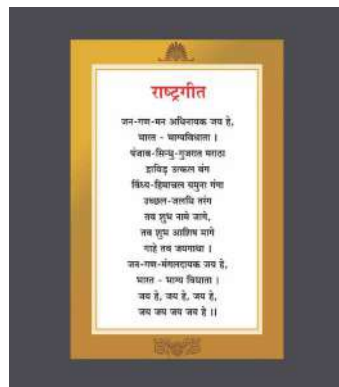 राष्ट्रगीत
जन-गण-मन अधिनायक जय हे,
भारत - भाग्यविधाता ।
पंजाब-सिन्धु-गुजरात मराठा
द्राविड़ उत्कल बंग
विंध्य-हिमाचल यमुना गंगा
उच्छल-जलधि तरंग
तव शुभ नामे जागे,
तव शुभ आशिष मागे
गाहे तव जयगाथा ।
जन-गण-मंगलदायक जय हे,
भारत - भाग्य विधाता ।
जय हे, जय हे, जय हे,
जय जय जय जय हे ।।